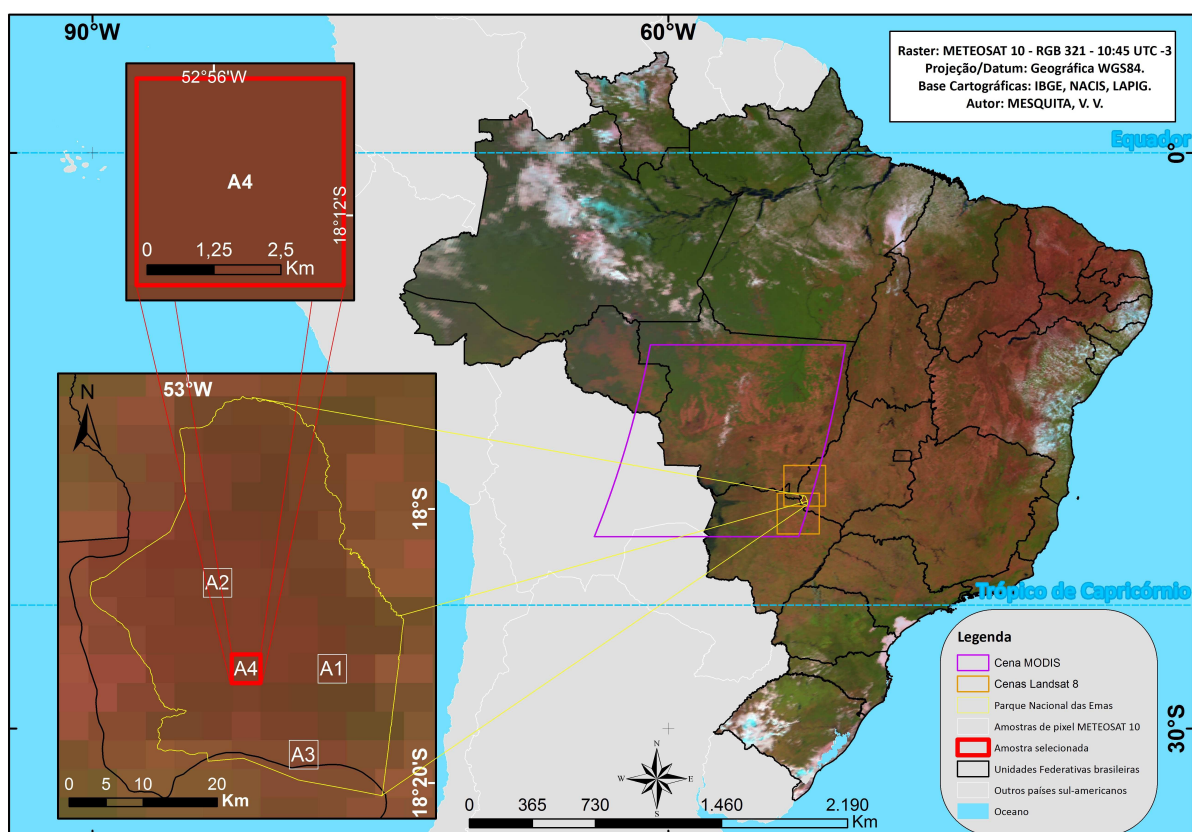 90°W
60°W
Raster: METEOSAT 10 - RGB 321 - 10:45 UTC -3
Projeção/Datum: Geográfica WGS84.
Base Cartográficas: IBGE, NACIS, LAPIG.
Autor: MESQUITA, V. V.
52°56'W
A4
18°12'S
0 1,25 2,5
Km
Equador
0°
53°W
N
18°S
A2
A4
A1
A3
0 5 10 20
Km
18°20'S
Trópico de Capricórnio
30°S
N
W E
S
0 365 730 1.460 2.190
Km
Legenda
Cena MODIS
Cenas Landsat 8
Parque Nacional das Emas
Amostras de pixel METEOSAT 10
Amostra selecionada
Unidades Federativas brasileiras
Outros países sul-americanos
Oceano